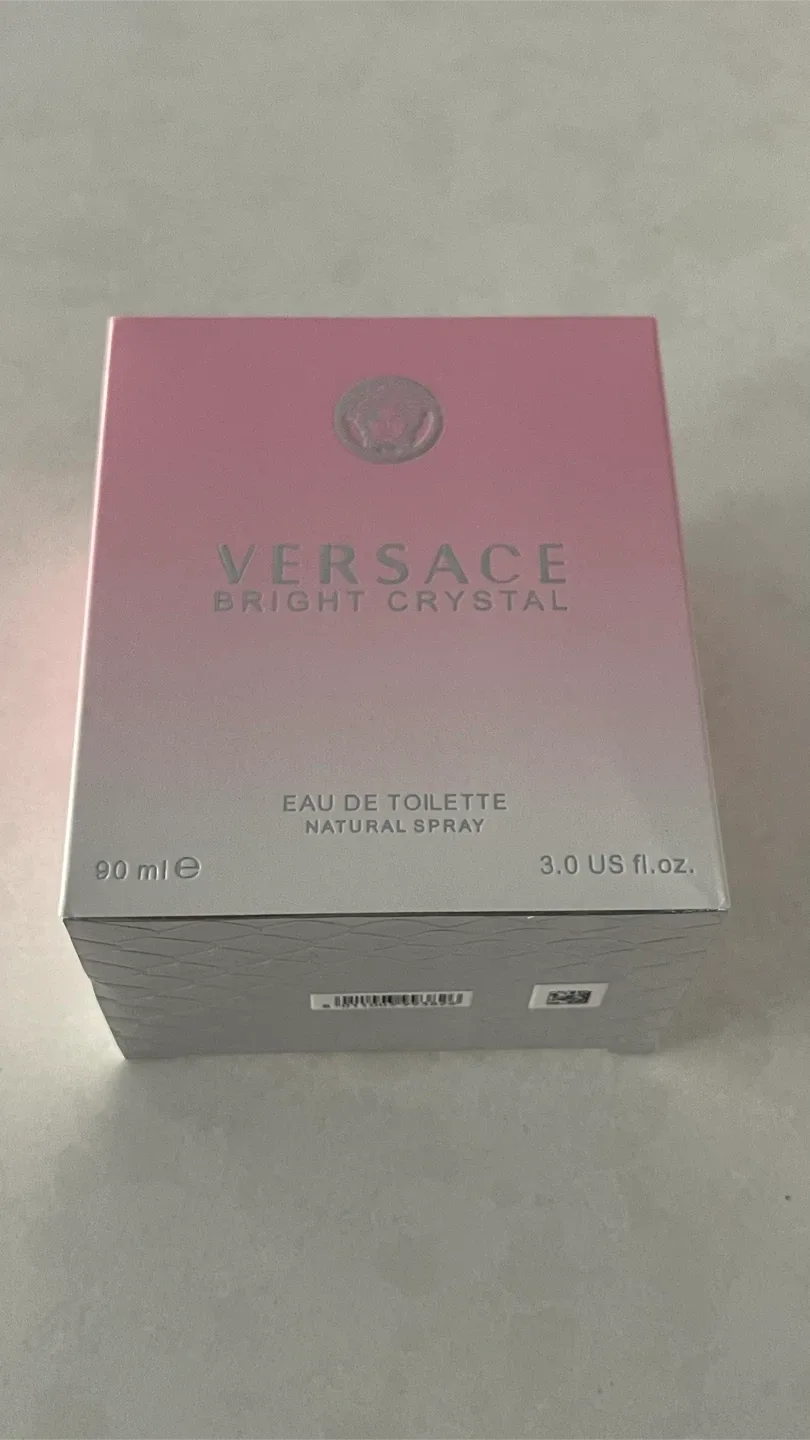 VERSACE
BRIGHT CRYSTAL
EAU DE TOILETTE
NATURAL SPRAY
90 ml ℮
3.0 US fl.oz.